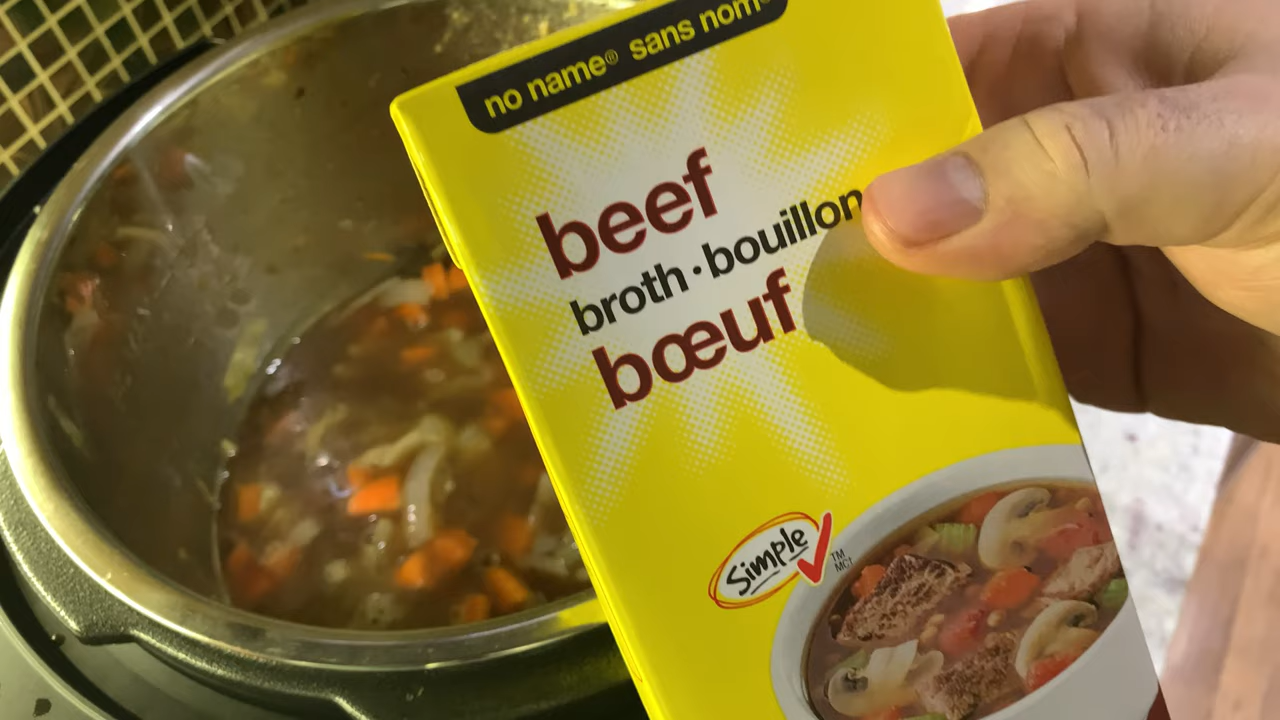 no name® sans nom®
beef
broth • bouillon
bœuf
Simple
TM
MC†